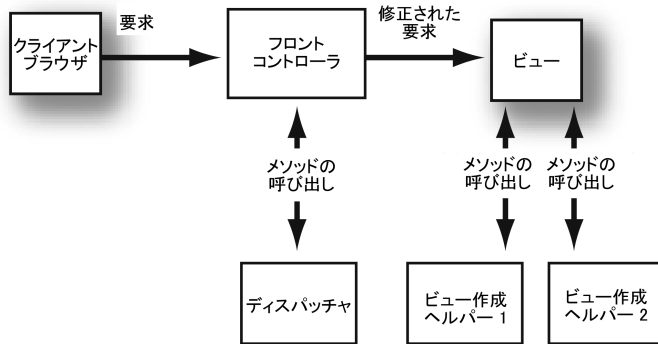 クライアント
ブラウザ
要求
フロント
コントローラ
修正された
要求
ビュー
メソッドの
呼び出し
メソッドの
呼び出し
メソッドの
呼び出し
ディスパッチャ
ビュー作成
ヘルパー 1
ビュー作成
ヘルパー 2